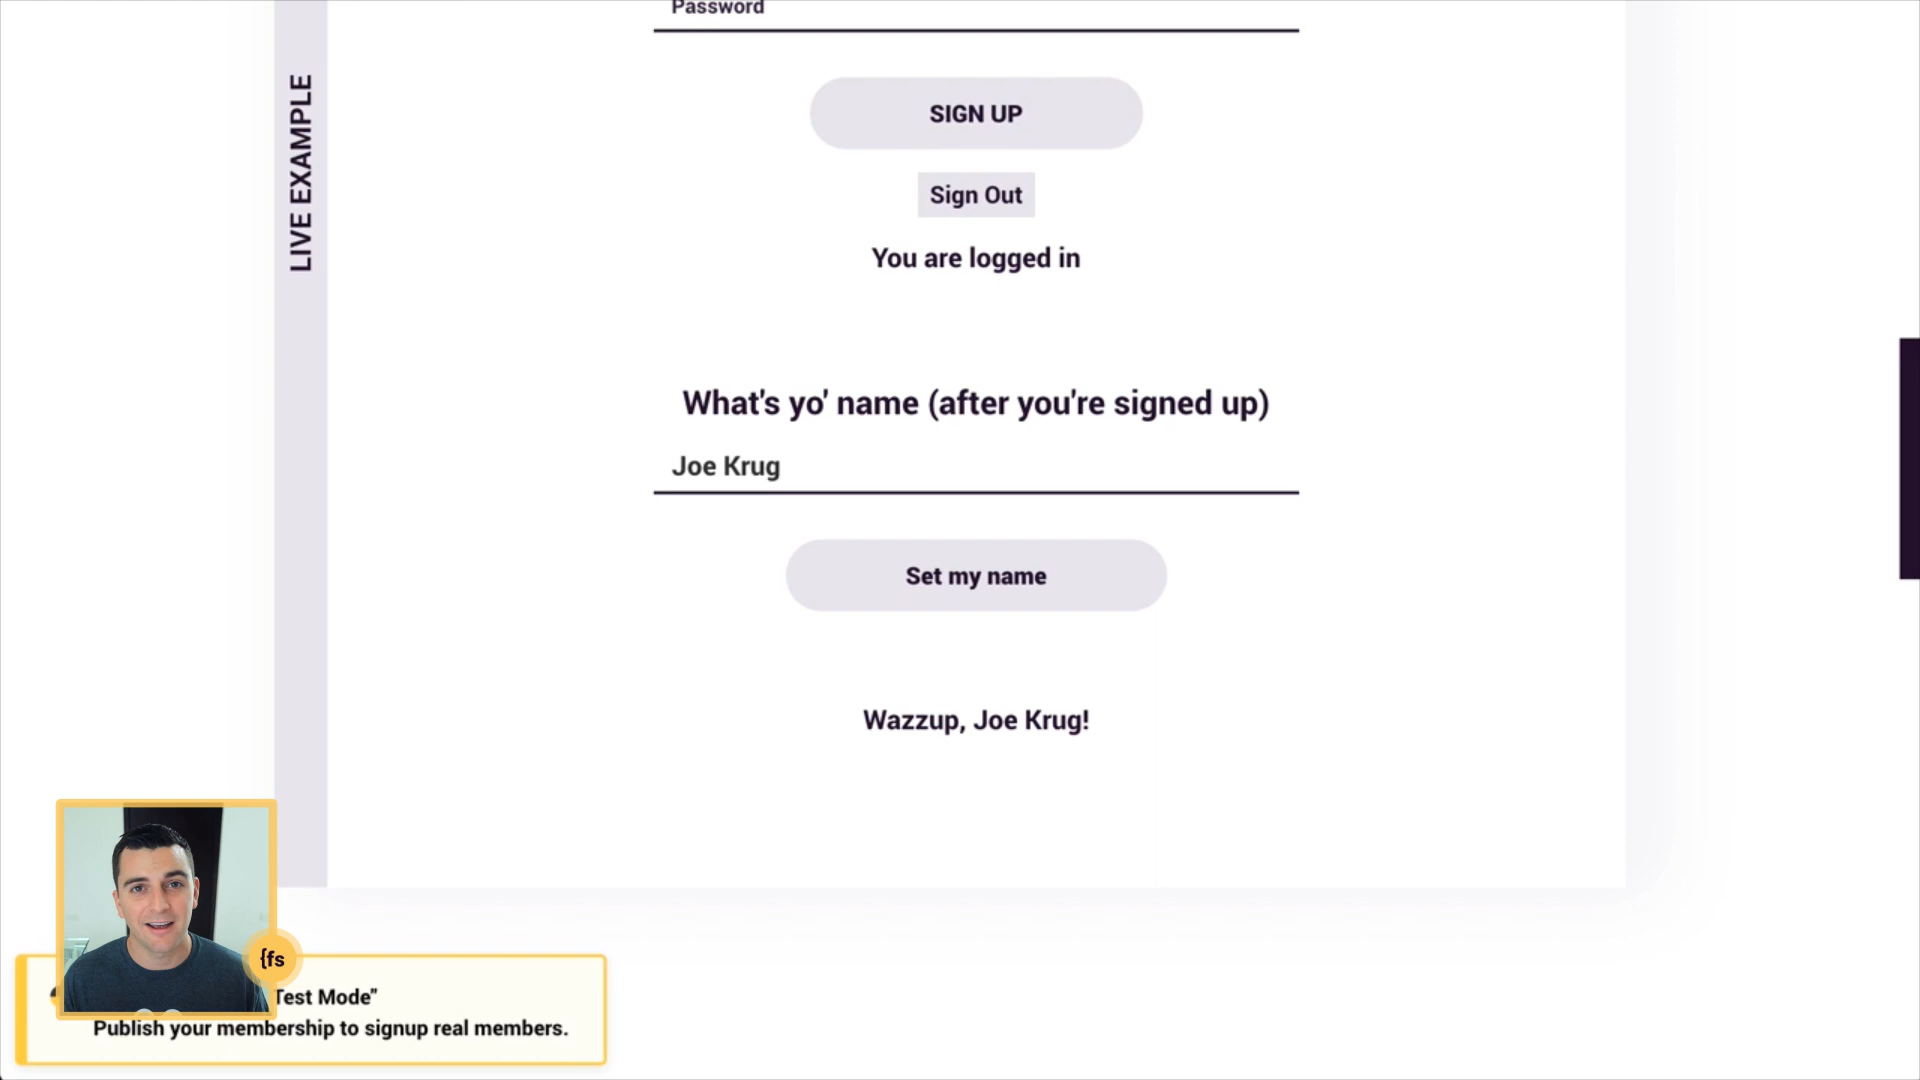 Password
LIVE EXAMPLE
SIGN UP
Sign Out
You are logged in
What's yo' name (after you're signed up)
Joe Krug
Set my name
Wazzup, Joe Krug!
{fs
Test Mode"
Publish your membership to signup real members.